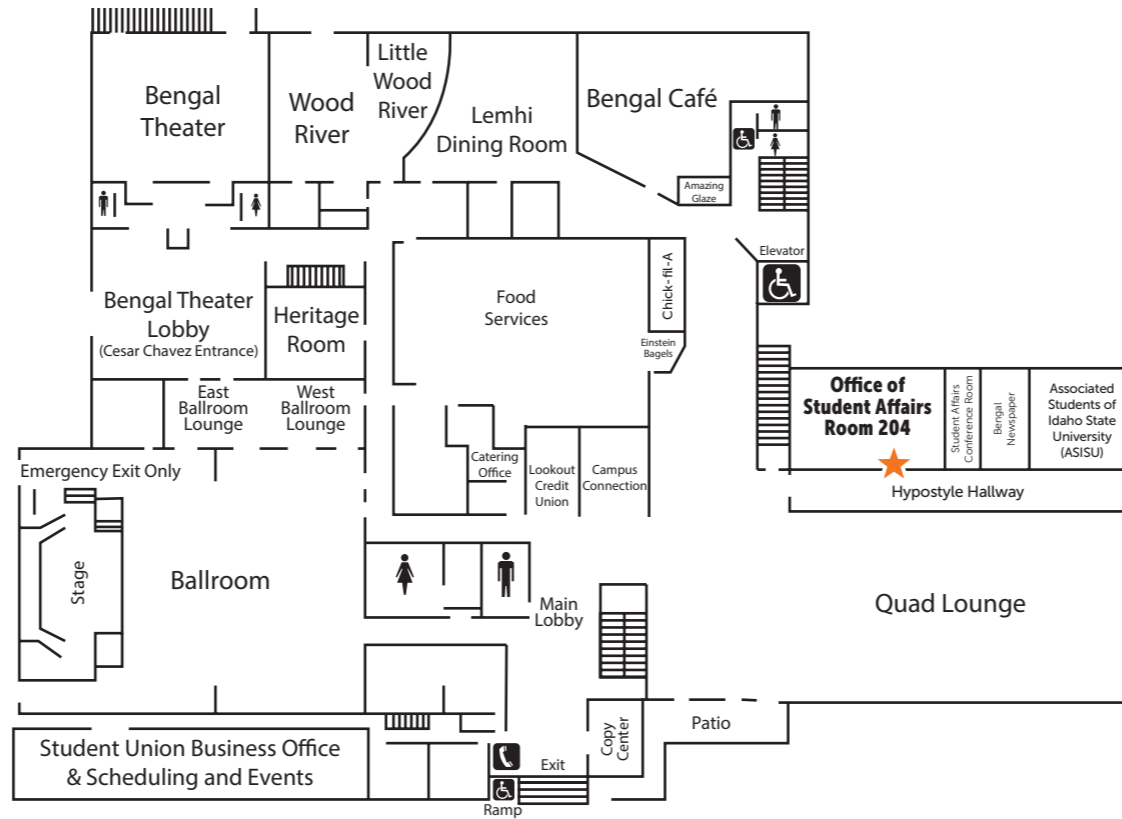 Bengal
Theater
Wood
River
Little
Wood
River
Lemhi
Dining Room
Bengal Café
Amazing
Glaze
Elevator
Bengal Theater
Lobby
(Cesar Chavez Entrance)
Heritage
Room
Food
Services
Chick-fil-A
Einstein
Bagels
East
Ballroom
Lounge
West
Ballroom
Lounge
Office of
Student Affairs
Room 204
Student Affairs
Conference Room
Bengal
Newspaper
Associated
Students of
Idaho State
University
(ASISU)
Emergency Exit Only
Catering
Office
Lookout
Credit
Union
Campus
Connection
Hypostyle Hallway
Stage
Ballroom
Main
Lobby
Quad Lounge
Student Union Business Office
& Scheduling and Events
Exit
Copy
Center
Patio
Ramp